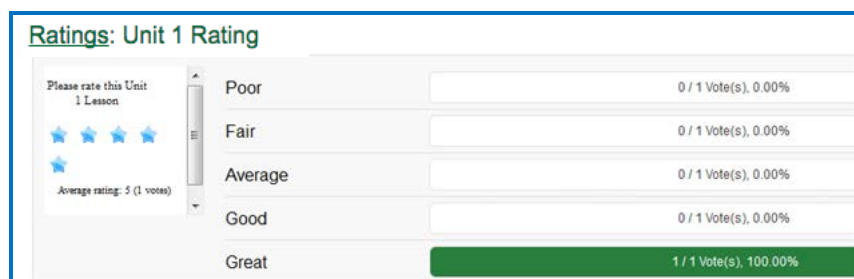 Ratings: Unit 1 Rating
Please rate this Unit
1 Lesson
Average rating: 5 (1 votes)
Poor 0 / 1 Vote(s), 0.00%
Fair 0 / 1 Vote(s), 0.00%
Average 0 / 1 Vote(s), 0.00%
Good 0 / 1 Vote(s), 0.00%
Great 1 / 1 Vote(s), 100.00%